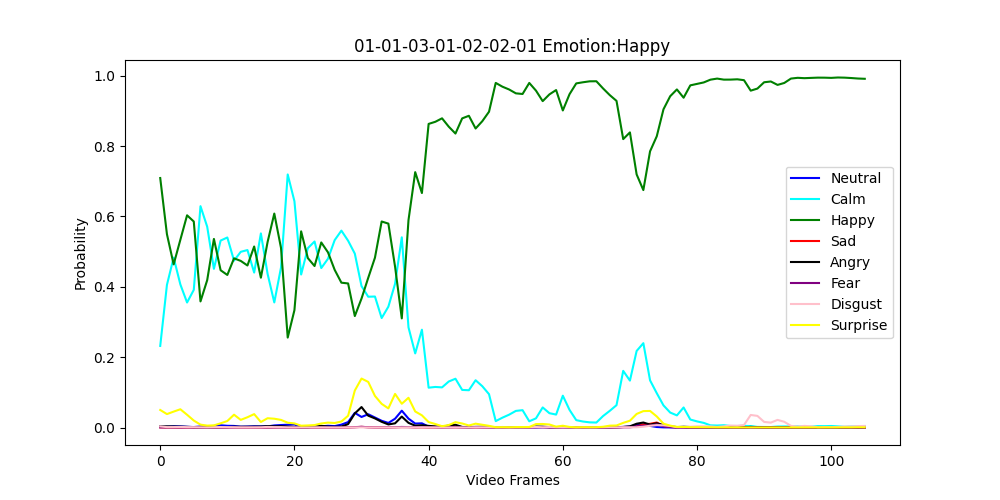 01-01-03-01-02-02-01 Emotion:Happy
Probability
1.0
0.8
0.6
0.4
0.2
0.0
0
20
40
60
80
100
Video Frames
Neutral
Calm
Happy
Sad
Angry
Fear
Disgust
Surprise